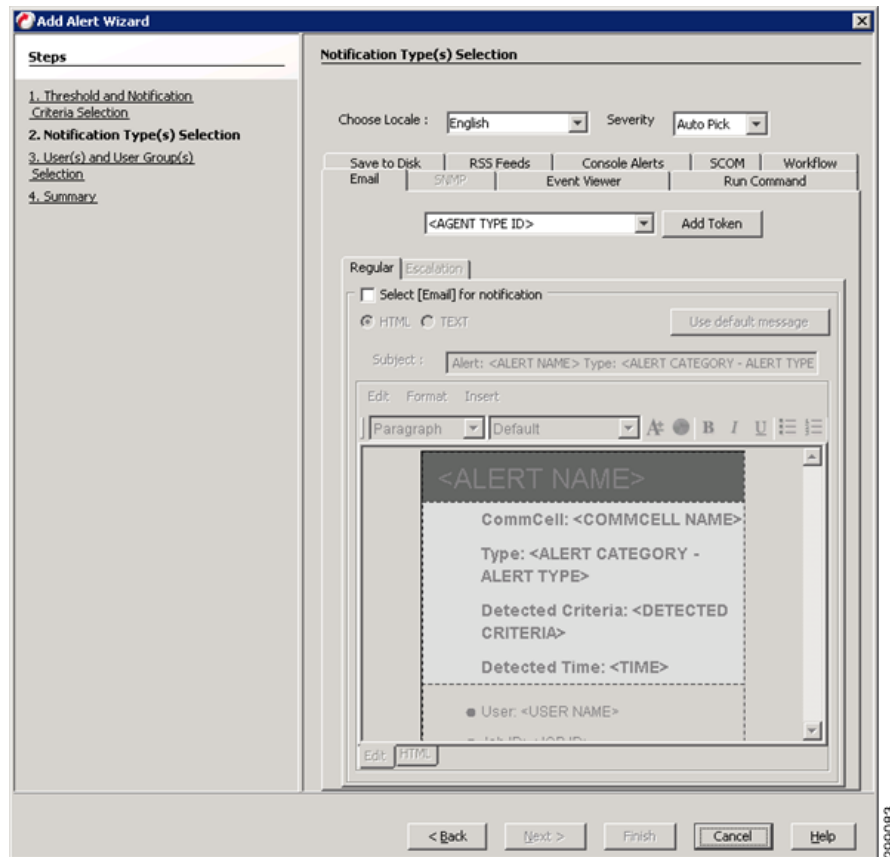 Add Alert Wizard
Steps
1. Threshold and Notification
Criteria Selection
2. Notification Type(s) Selection
3. User(s) and User Group(s)
Selection
4. Summary
Notification Type(s) Selection
Choose Locale : English Severity Auto Pick
Save to Disk RSS Feeds Console Alerts SCOM Workflow
Email SNMP Event Viewer Run Command
<AGENT TYPE ID> Add Token
Regular Escalation
Select [Email] for notification
HTML TEXT Use default message
Subject : Alert: <ALERT NAME> Type: <ALERT CATEGORY - ALERT TYPE
Edit Format Insert
Paragraph Default B I U
<ALERT NAME>
CommCell: <COMMCELL NAME>
Type: <ALERT CATEGORY -
ALERT TYPE>
Detected Criteria: <DETECTED
CRITERIA>
Detected Time: <TIME>
User: <USER NAME>
Edit HTML
< Back Next > Finish Cancel Help